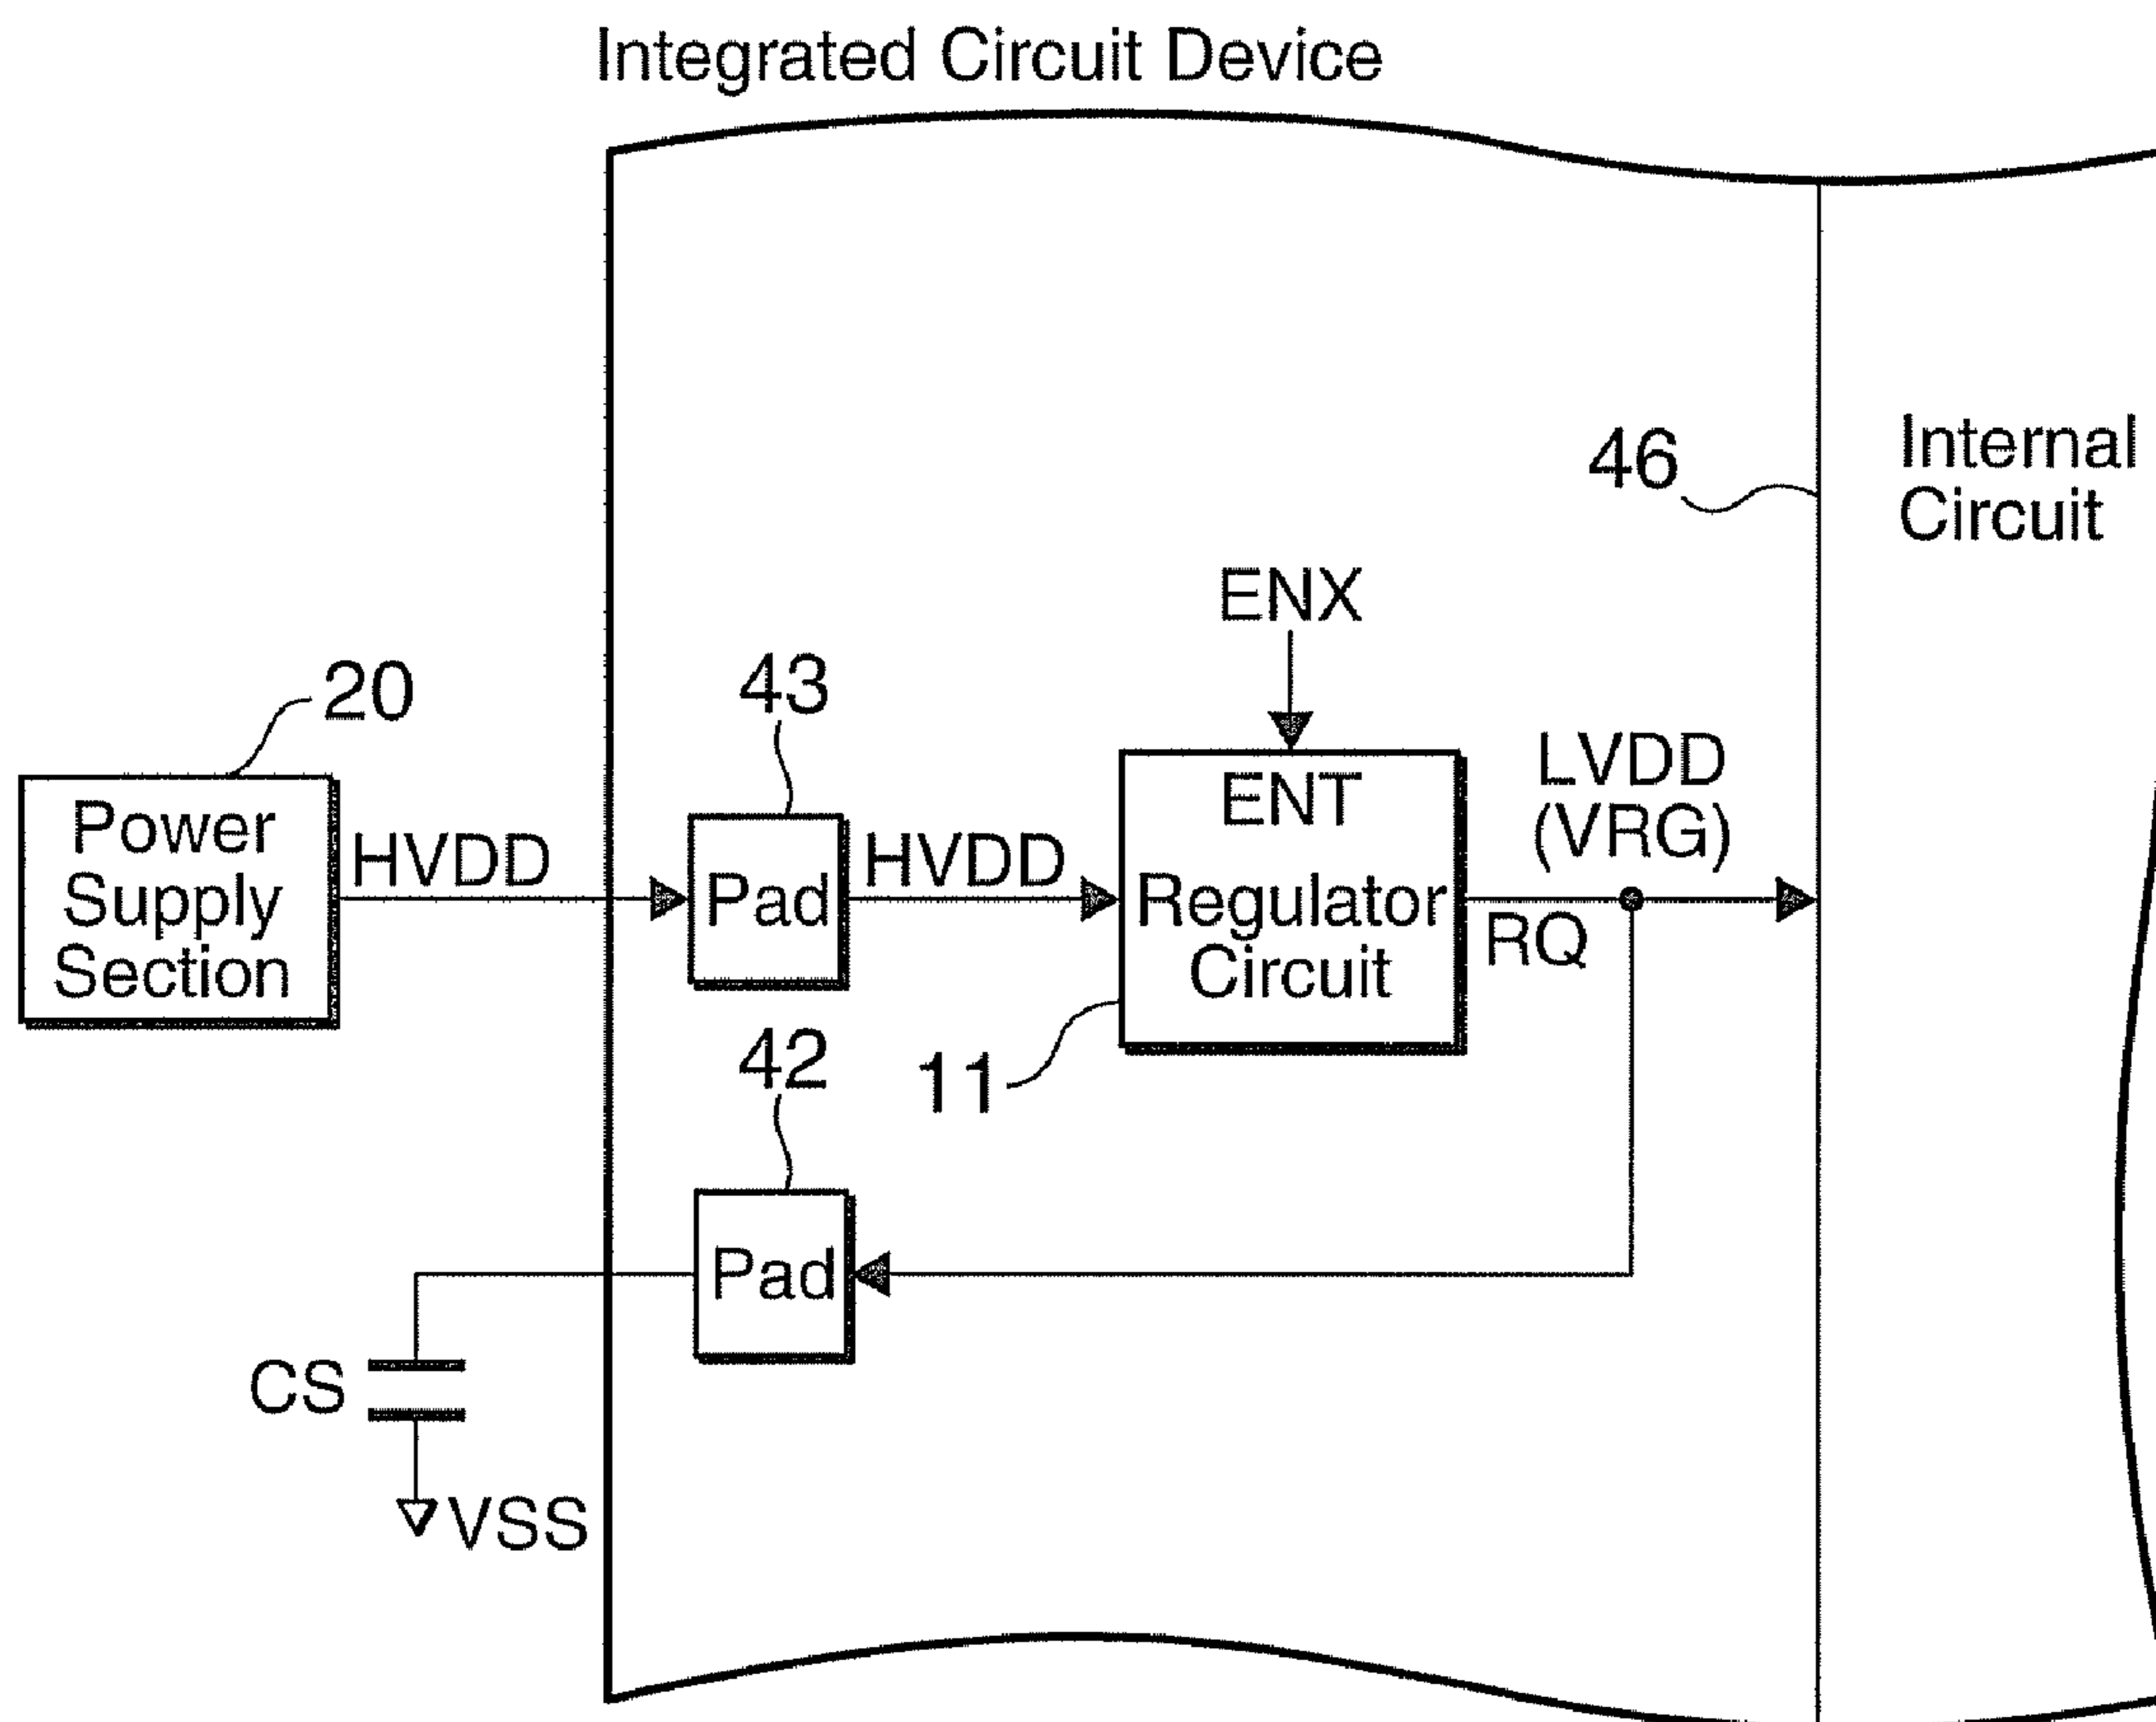 Integrated Circuit Device
46
Internal
Circuit
ENX
20
43
Power
Supply
Section
HVDD
Pad
HVDD
ENT
Regulator
Circuit
LVDD
(VRG)
RQ
11
42
Pad
CS
VSS